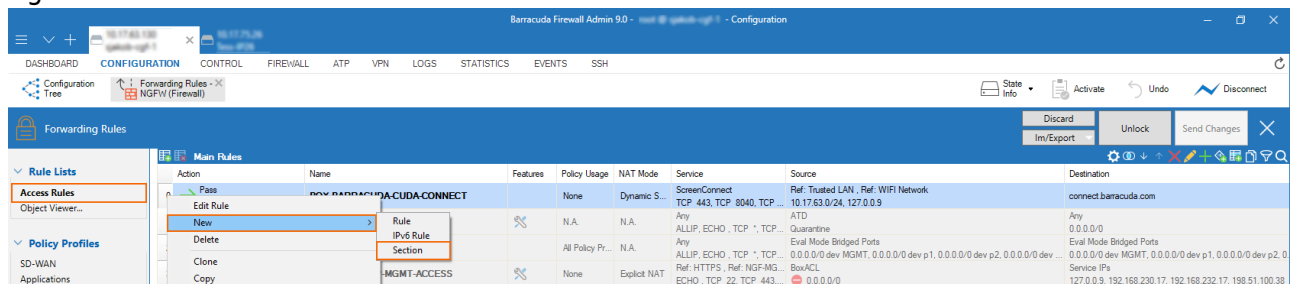 Barracuda Firewall Admin 9.0 - - Configuration
DASHBOARD CONFIGURATION CONTROL FIREWALL ATP VPN LOGS STATISTICS EVENTS SSH
Configuration Tree
Forwarding Rules - NGFW (Firewall)
State Info
Activate
Undo
Disconnect
Forwarding Rules
Discard
Im/Export
Unlock
Send Changes
Rule Lists
Access Rules
Object Viewer...
Policy Profiles
SD-WAN
Applications
Main Rules
Action Name Features Policy Usage NAT Mode Service Source Destination
Pass None Dynamic S... ScreenConnect Ref: Trusted LAN , Ref: WIFI Network connect.barracuda.com
TCP 443, TCP 8040, TCP ... 10.17.63.0/24, 127.0.0.9
N.A. N.A. Any ATD Any
ALLIP, ECHO , TCP *, TCP... Quarantine 0.0.0.0/0
All Policy Pr... N.A. Any Eval Mode Bridged Ports Eval Mode Bridged Ports
ALLIP, ECHO , TCP *, TCP... 0.0.0.0/0 dev MGMT, 0.0.0.0/0 dev p1, 0.0.0.0/0 dev p2, 0.0.0.0/0 dev ... 0.0.0.0/0 dev MGMT, 0.0.0.0/0 dev p1, 0.0.0.0/0 dev p2, 0.
-MGMT-ACCESS None Explicit NAT Ref: HTTPS , Ref: NGF-MG... BoxACL Service IPs
ECHO , TCP 22, TCP 443... 0.0.0.0/0 127.0.0.9, 192.168.230.17, 192.168.232.17, 198.51.100.38
Edit Rule
New
Delete
Clone
Copy
Rule
IPv6 Rule
Section